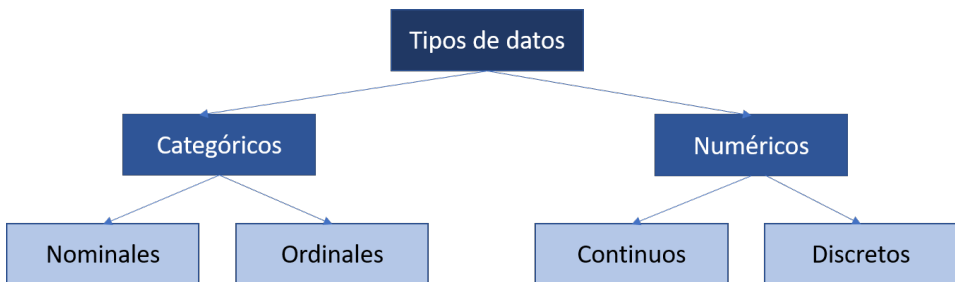 Tipos de datos
Categóricos
Numéricos
Nominales
Ordinales
Continuos
Discretos